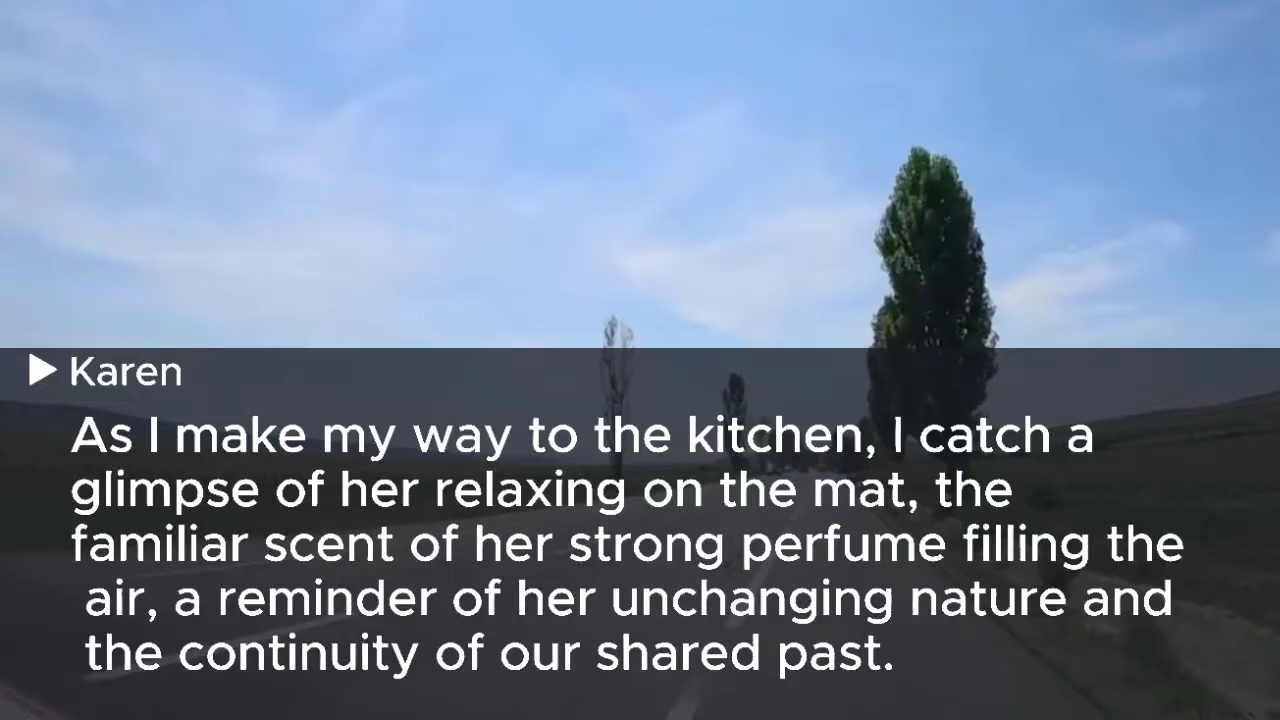 Karen
As I make my way to the kitchen, I catch a
glimpse of her relaxing on the mat, the
familiar scent of her strong perfume filling the
air, a reminder of her unchanging nature and
the continuity of our shared past.